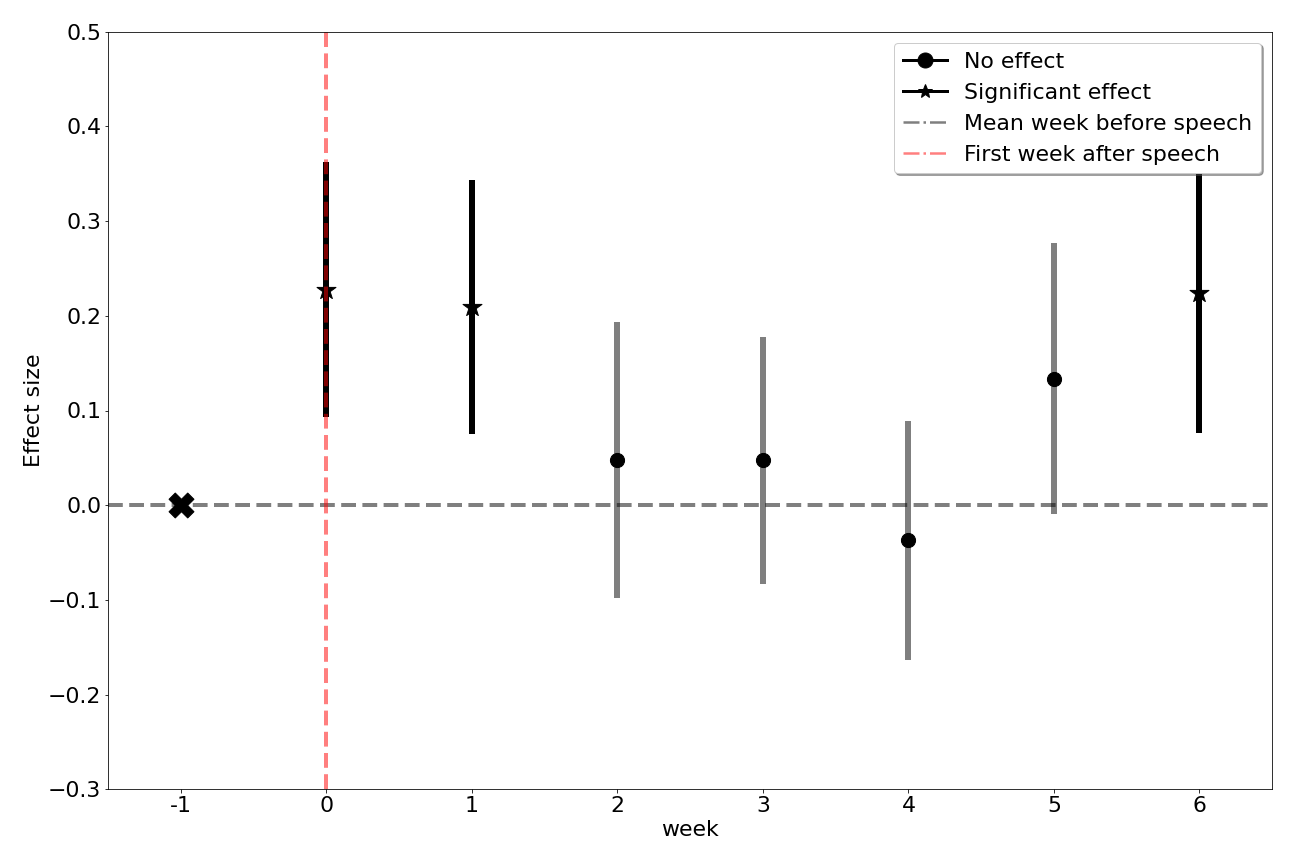 0.5
0.4
0.3
0.2
0.1
0.0
−0.1
−0.2
−0.3
Effect size
No effect
Significant effect
Mean week before speech
First week after speech
-1 0 1 2 3 4 5 6
week